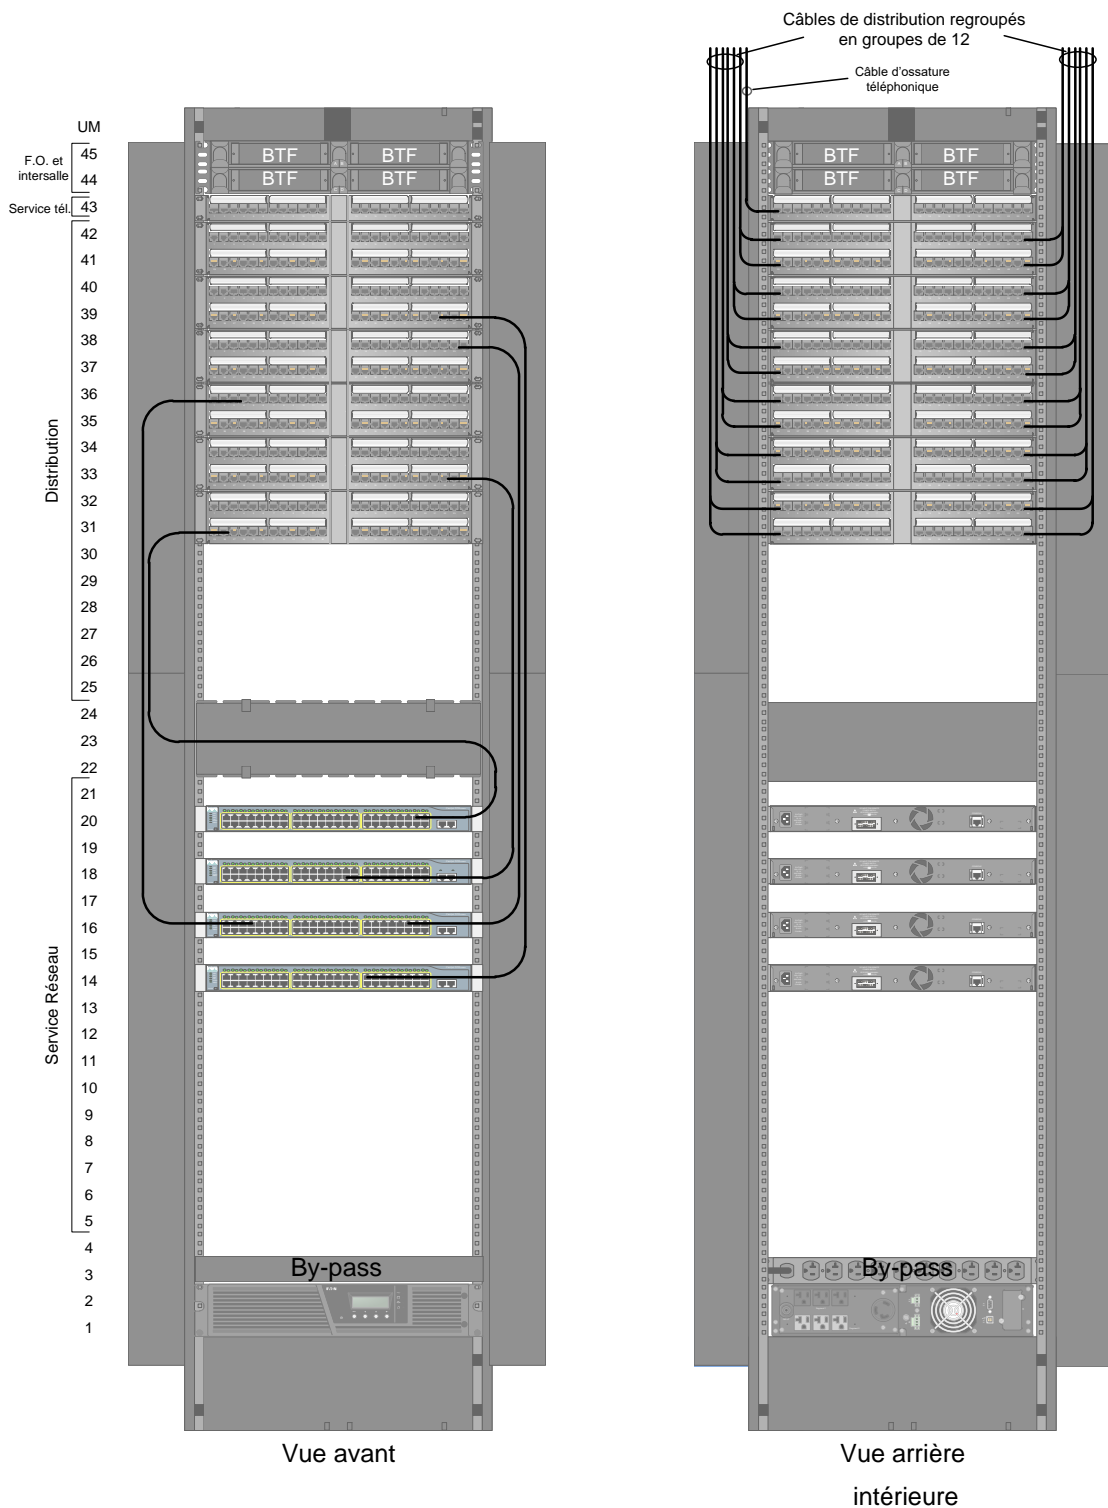 Câbles de distribution regroupés
en groupes de 12
Câble d'ossature
téléphonique
UM
F.O. et
intersalle
Service tél.
Distribution
Service Réseau
45
44
43
42
41
40
39
38
37
36
35
34
33
32
31
30
29
28
27
26
25
24
23
22
21
20
19
18
17
16
15
14
13
12
11
10
9
8
7
6
5
4
3
2
1
BTF BTF
BTF BTF
By-pass
BTF BTF
BTF BTF
By-pass
Vue avant
Vue arrière
intérieure